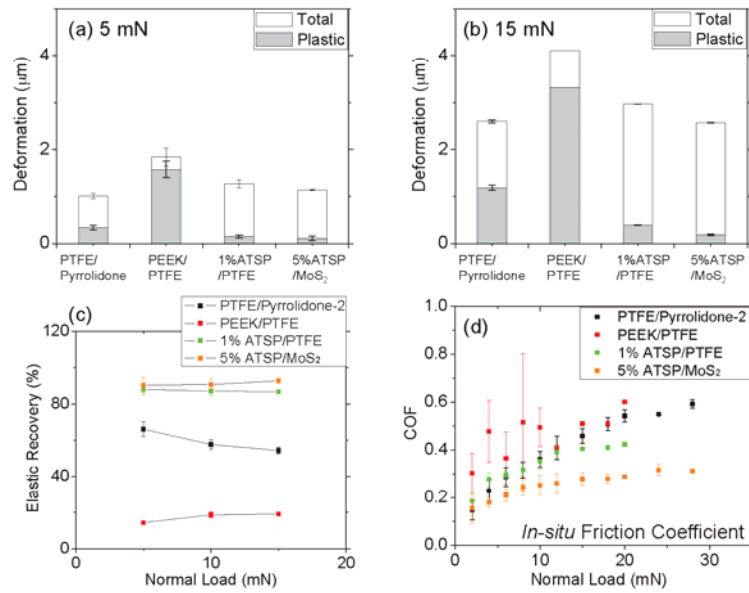 (a) 5 mN
Total
Plastic
Deformation (μm)
4
2
0
PTFE/
Pyrrolidone
PEEK/
PTFE
1%ATSP
/PTFE
5%ATSP
/MoS₂
(b) 15 mN
Total
Plastic
Deformation (μm)
4
2
0
PTFE/
Pyrrolidone
PEEK/
PTFE
1%ATSP
/PTFE
5%ATSP
/MoS₂
(c)
PTFE/Pyrrolidone-2
PEEK/PTFE
1% ATSP/PTFE
5% ATSP/MoS₂
Elastic Recovery (%)
120
80
40
0
0
5
10
15
20
Normal Load (mN)
(d)
PTFE/Pyrrolidone-2
PEEK/PTFE
1% ATSP/PTFE
5% ATSP/MoS₂
COF
1.0
0.8
0.6
0.4
0.2
0.0
In-situ Friction Coefficient
0
10
20
30
Normal Load (mN)